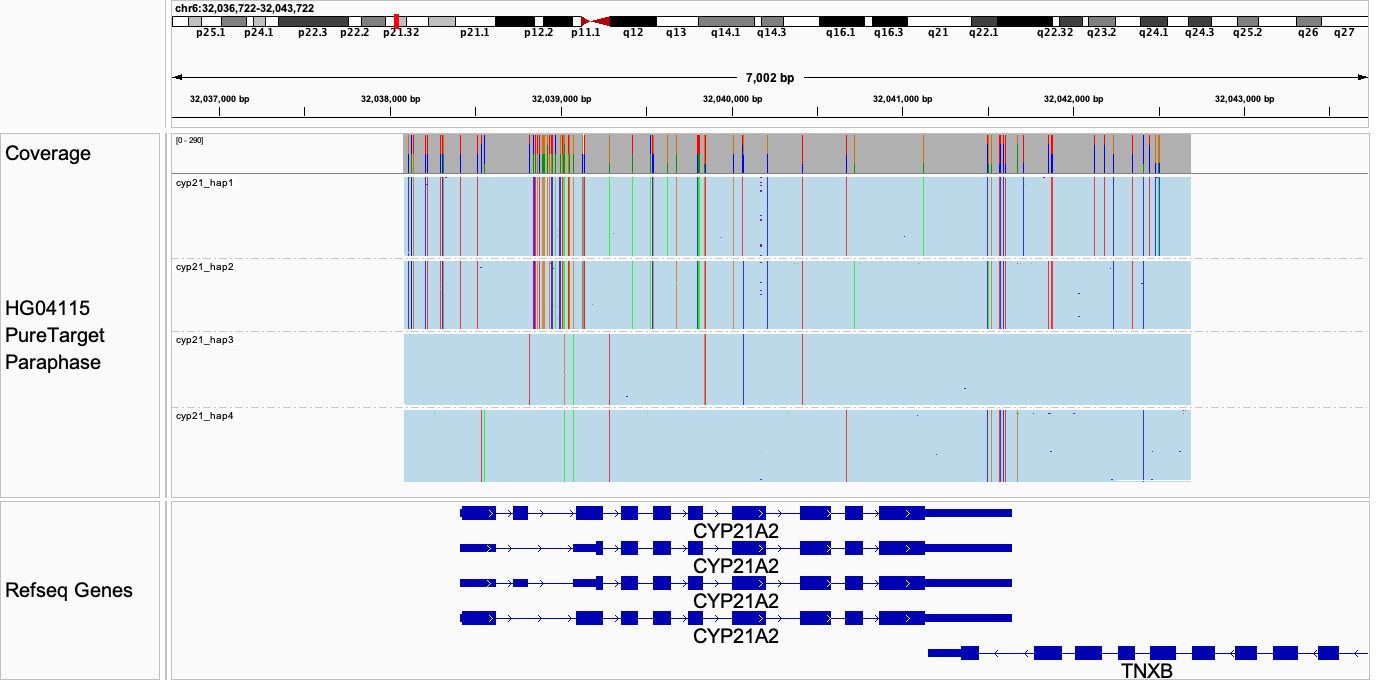 chr6:32,036,722-32,043,722
p25.1 p24.1 p22.3 p22.2 p21.32 p21.1 p12.2 p11.1 q12 q13 q14.1 q14.3 q16.1 q16.3 q21 q22.1 q22.32 q23.2 q24.1 q24.3 q25.2 q26 q27
7,002 bp
32,037,000 bp 32,038,000 bp 32,039,000 bp 32,040,000 bp 32,041,000 bp 32,042,000 bp 32,043,000 bp
[0 - 290]
Coverage
cyp21_hap1
cyp21_hap2
HG04115
PureTarget
Paraphase
cyp21_hap3
cyp21_hap4
CYP21A2
CYP21A2
Refseq Genes
CYP21A2
CYP21A2
TNXB